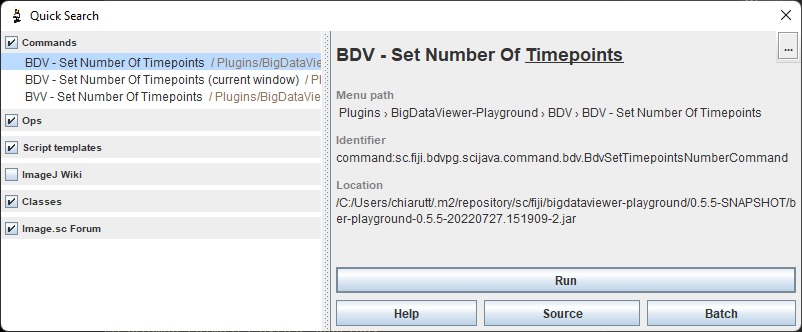 Quick Search
Commands
BDV - Set Number Of Timepoints / Plugins/BigDataVie
BDV - Set Number Of Timepoints (current window) / Pl
BVV - Set Number Of Timepoints / Plugins/BigDataVie
Ops
Script templates
ImageJ Wiki
Classes
Image.sc Forum
BDV - Set Number Of Timepoints
...
Menu path
Plugins › BigDataViewer-Playground › BDV › BDV - Set Number Of Timepoints
Identifier
command:sc.fiji.bdvpg.scijava.command.bdv.BdvSetTimepointsNumberCommand
Location
/C:/Users/chiarutt/.m2/repository/sc/fiji/bigdataviewer-playground/0.5.5-SNAPSHOT/b
er-playground-0.5.5-20220727.151909-2.jar
Run
Help Source Batch